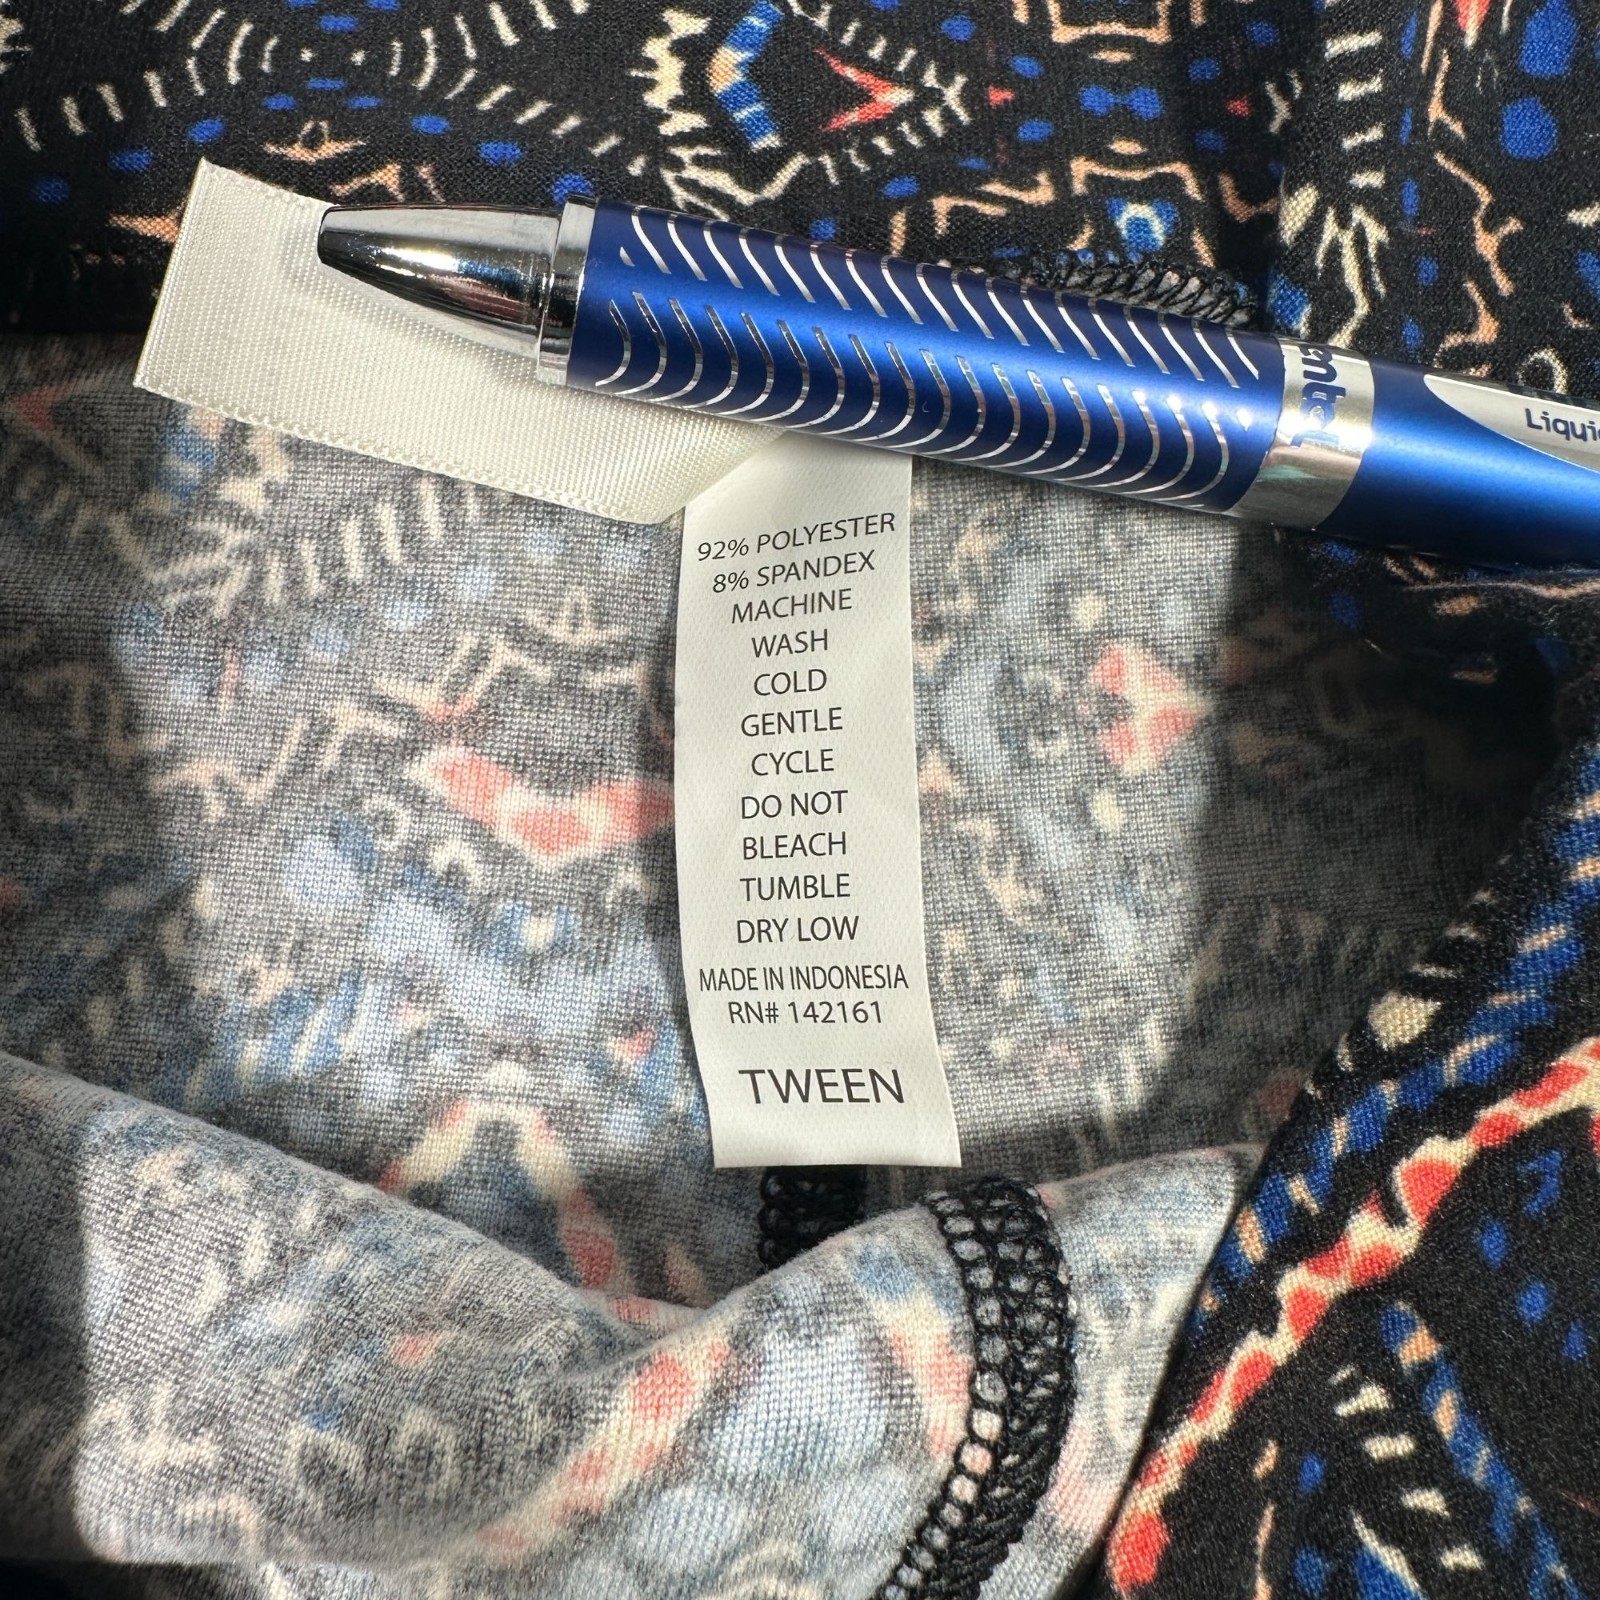 Liqui
92% POLYESTER
8% SPANDEX
MACHINE
WASH
COLD
GENTLE
CYCLE
DO NOT
BLEACH
TUMBLE
DRY LOW
MADE IN INDONESIA
RN# 142161
TWEEN